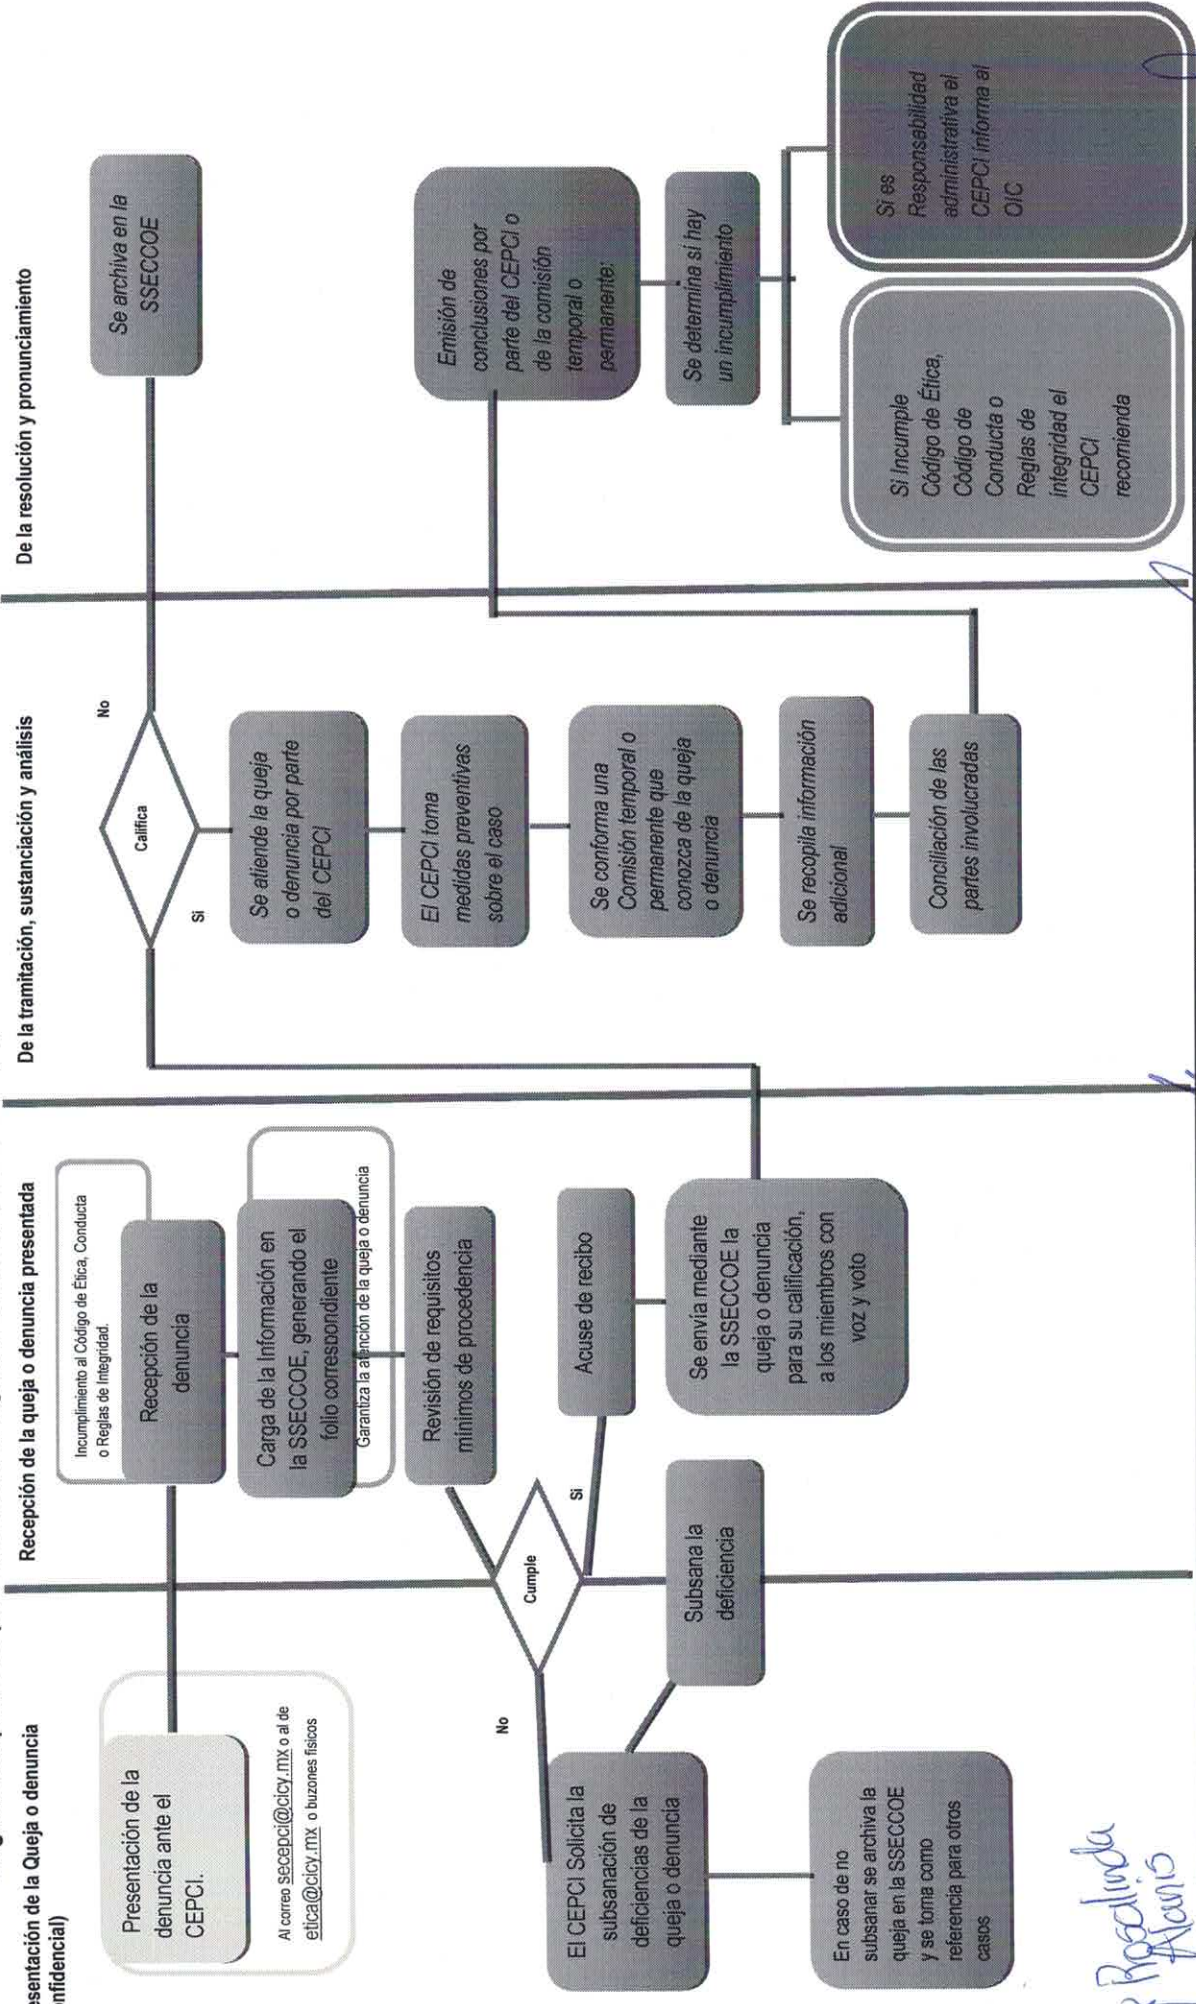 esentación de la Queja o denuncia
nfidencial)
Presentación de la
denuncia ante el
CEPCI.
Al correo secepci@cicy.mx o al de
etica@cicy.mx o buzones físicos
No
El CEPCI Solicita la
subsanación de
deficiencias de la
queja o denuncia
En caso de no
subsanar se archiva la
queja en la SSECCOE
y se toma como
referencia para otros
casos
Rosalinda
Alanis
Recepción de la queja o denuncia presentada
Incumplimiento al Código de Ética, Conducta
o Reglas de Integridad.
Recepción de la
denuncia
Carga de la Información en
la SSECCOE, generando el
folio correspondiente
Garantiza la atención de la queja o denuncia
Revisión de requisitos
mínimos de procedencia
Cumple
Si
Acuse de recibo
Subsana la
deficiencia
Se envía mediante
la SSECCOE la
queja o denuncia
para su calificación,
a los miembros con
voz y voto
De la tramitación, sustanciación y análisis
No
Califica
Si
Se atiende la queja
o denuncia por parte
del CEPCI
El CEPCI toma
medidas preventivas
sobre el caso
Se conforma una
Comisión temporal o
permanente que
conozca de la queja
o denuncia
Se recopila información
adicional
Conciliación de las
partes involucradas
De la resolución y pronunciamiento
Se archiva en la
SSECCOE
Emisión de
conclusiones por
parte del CEPCI o
de la comisión
temporal o
permanente:
Se determina si hay
un incumplimiento
Si Incumple
Código de Ética,
Código de
Conducta o
Reglas de
integridad el
CEPCI
recomienda
Si es
Responsabilidad
administrativa el
CEPCI informa al
OIC